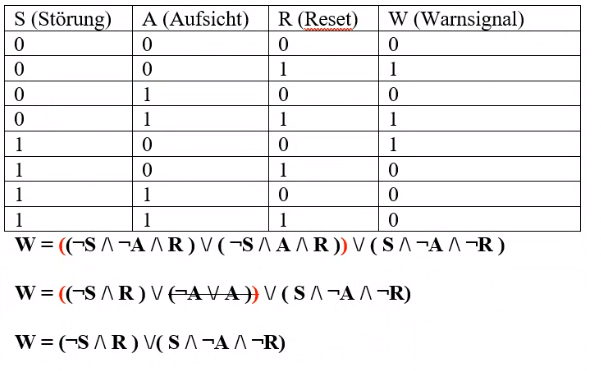 S (Störung) A (Aufsicht) R (Reset) W (Warnsignal)
0 0 0 0
0 0 1 1
0 1 0 0
0 1 1 1
1 0 0 1
1 0 1 0
1 1 0 0
1 1 1 0
W = ((¬S /\ ¬A /\ R ) \/ ( ¬S /\ A /\ R )) \/ ( S /\ ¬A /\ ¬R )
W = ((¬S /\ R ) \/ (¬A \/ A )) \/ ( S /\ ¬A /\ ¬R)
W = (¬S /\ R ) \/( S /\ ¬A /\ ¬R)